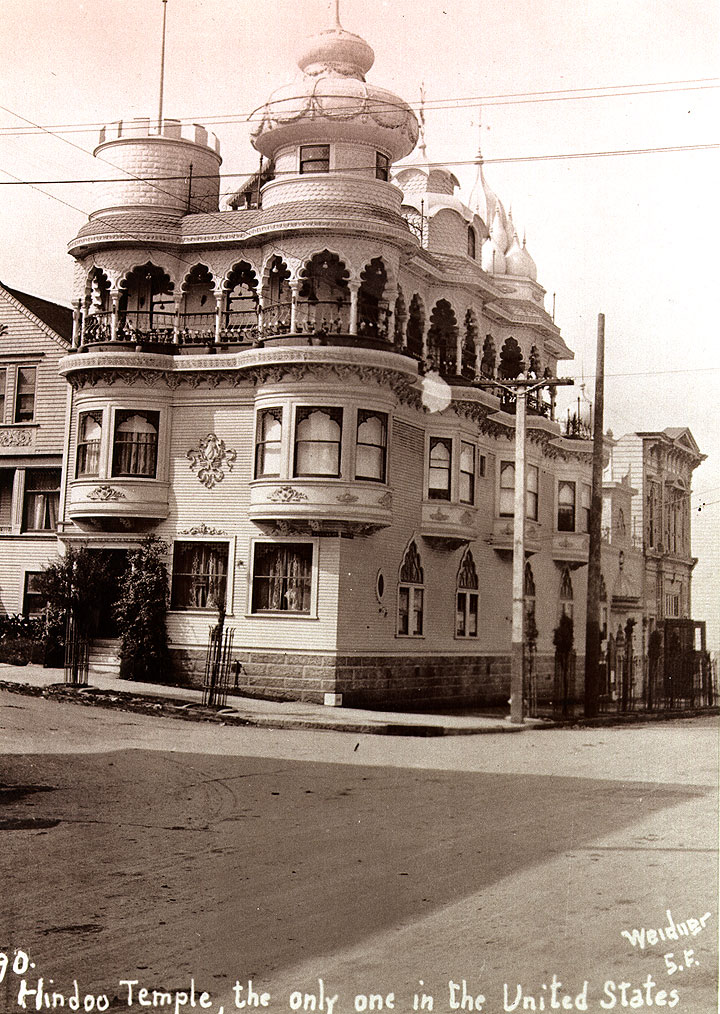 Weidner
S.F.
90.
Hindoo Temple, the only one in the United States